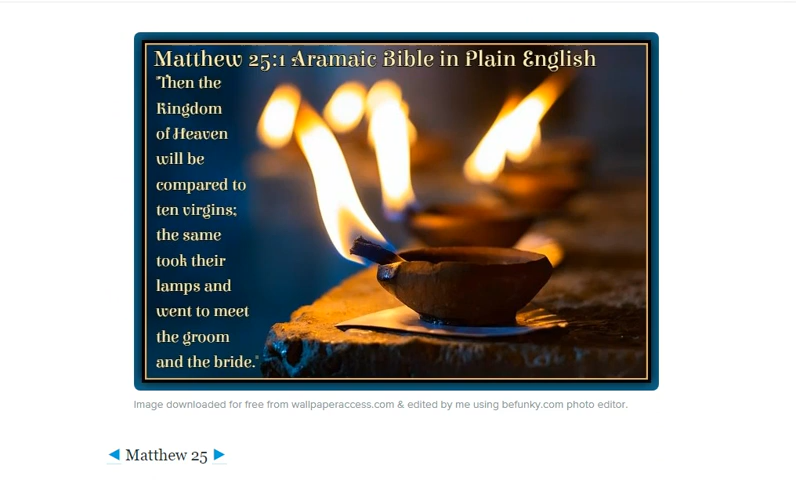 Matthew 25:1 Aramaic Bible in Plain English
"Then the
Kingdom
of Heaven
will be
compared to
ten virgins;
the same
took their
lamps and
went to meet
the groom
and the bride."
Image downloaded for free from wallpaperaccess.com & edited by me using befunky.com photo editor.
◄ Matthew 25 ►